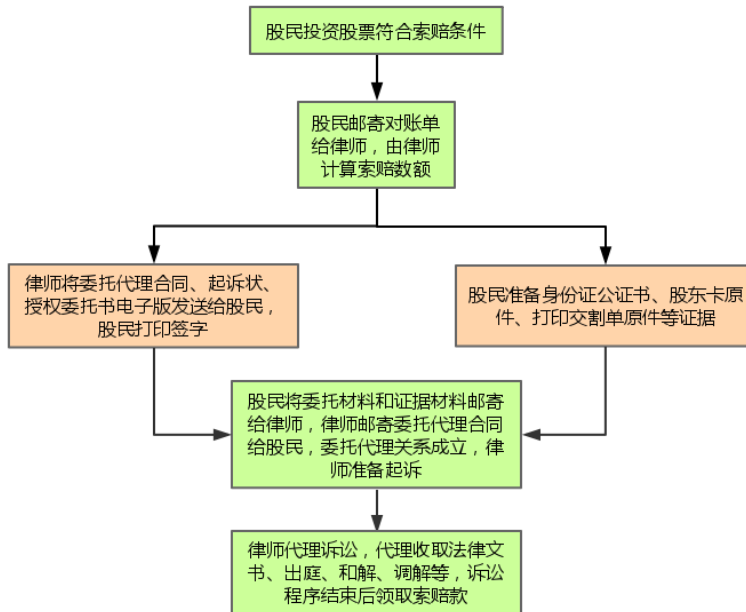 股民投资股票符合索赔条件
股民邮寄对账单
给律师，由律师
计算索赔数额
律师将委托代理合同、起诉状、
授权委托书电子版发送给股民，
股民打印签字
股民准备身份证公证书、股东卡原
件、打印交割单原件等证据
股民将委托材料和证据材料邮寄
给律师，律师邮寄委托代理合同
给股民，委托代理关系成立，律
师准备起诉
律师代理诉讼，代理收取法律文
书、出庭、和解、调解等，诉讼
程序结束后领取索赔款